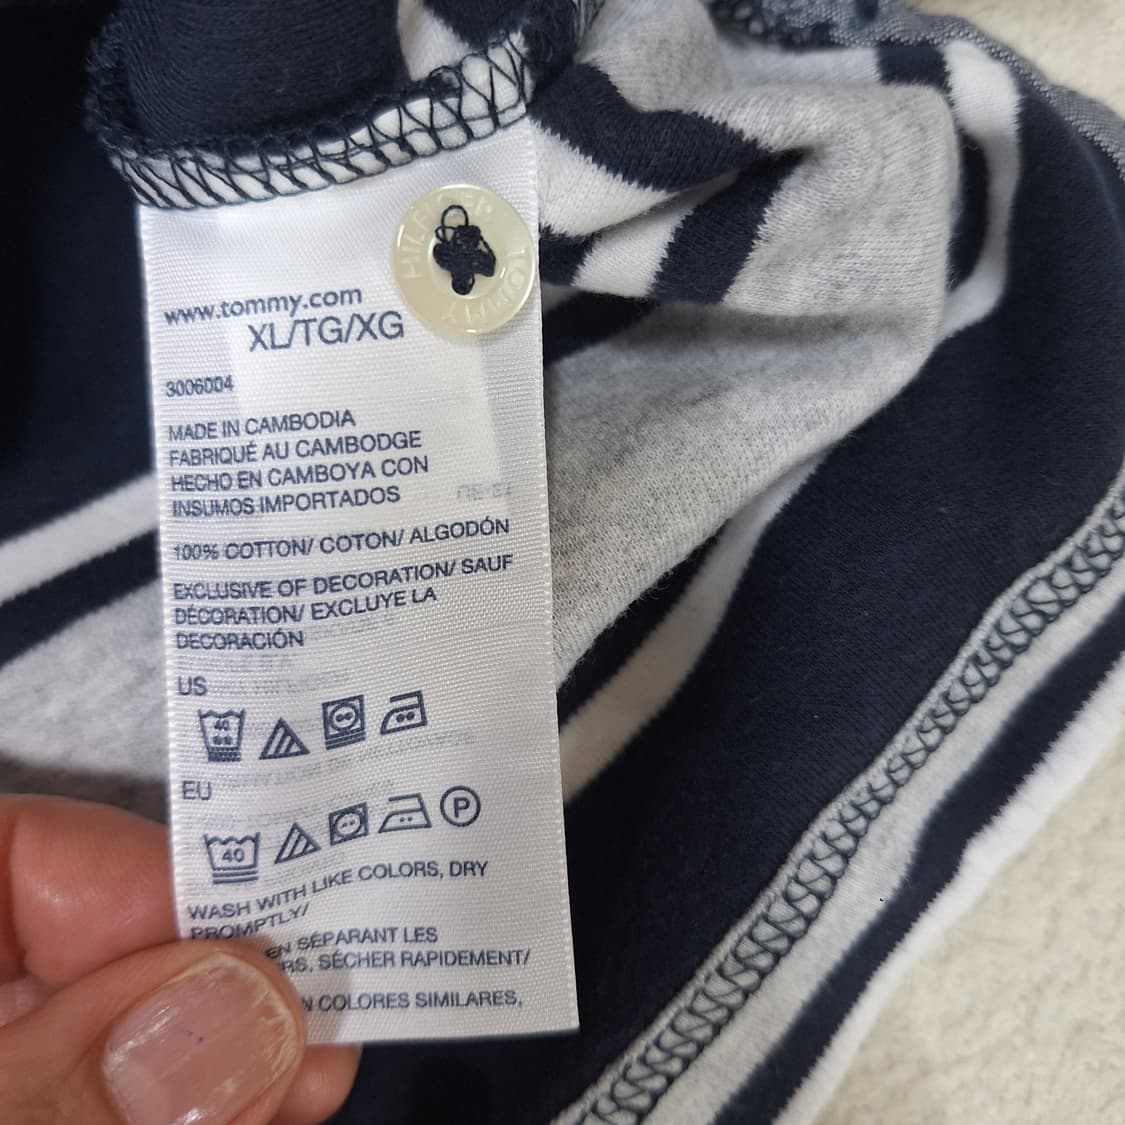 TOMMY HILFIGER
www.tommy.com
XL/TG/XG
3006004
MADE IN CAMBODIA
FABRIQUÉ AU CAMBODGE
HECHO EN CAMBOYA CON
INSUMOS IMPORTADOS
100% COTTON/ COTON/ ALGODÓN
EXCLUSIVE OF DECORATION/ SAUF
DÉCORATION/ EXCLUYE LA
DECORACIÓN
US
40
EU
40
P
WASH WITH LIKE COLORS, DRY
PROMPTLY/
EN SÉPARANT LES
RS, SÉCHER RAPIDEMENT/
N COLORES SIMILARES,